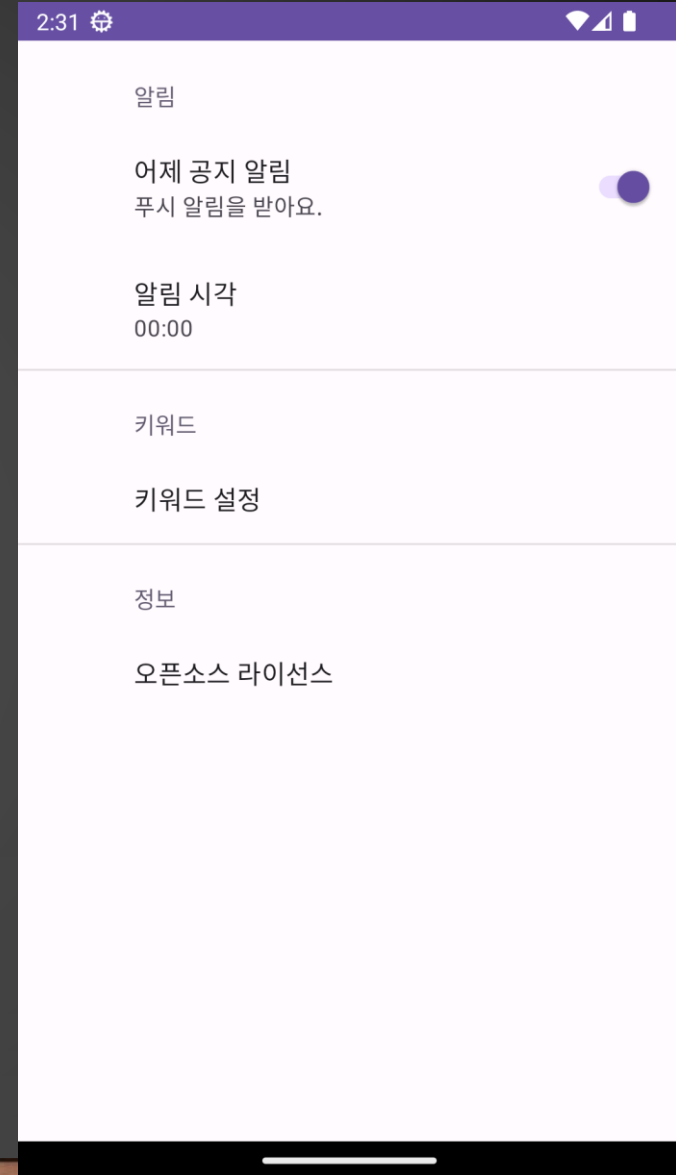 2:31
알림
어제 공지 알림
푸시 알림을 받아요.
알림 시각
00:00
키워드
키워드 설정
정보
오픈소스 라이선스